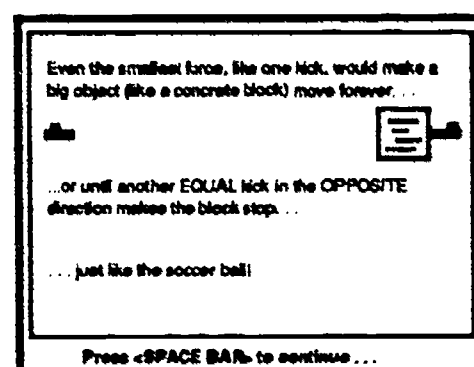 Even the smallest force, like one kick, would make a
big object (like a concrete block) move forever. . .
...or until another EQUAL kick in the OPPOSITE
direction makes the block stop. . .
. . . just like the soccer ball!
Press <SPACE BAR> to continue . . .